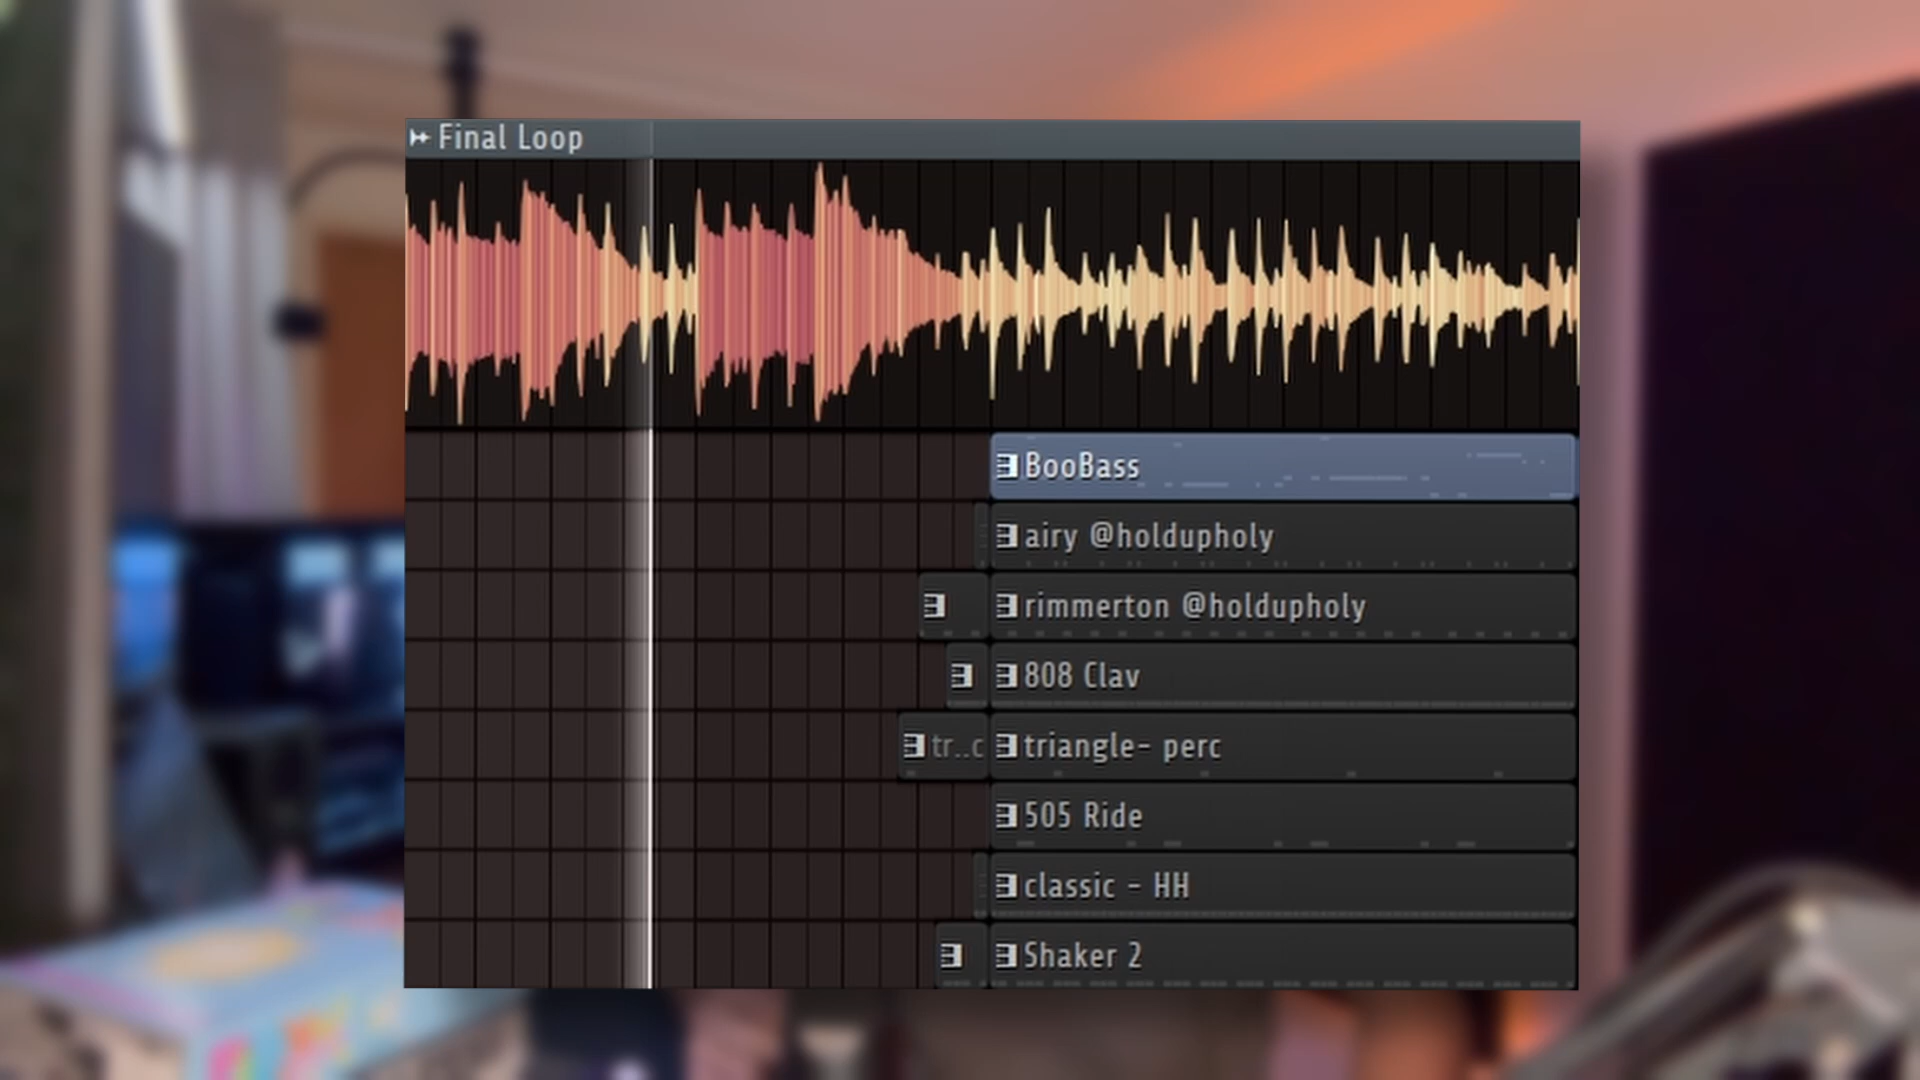 Final Loop
BooBass
airy @holdupholy
rimmerton @holdupholy
808 Clav
tr..c triangle- perc
505 Ride
classic - HH
Shaker 2